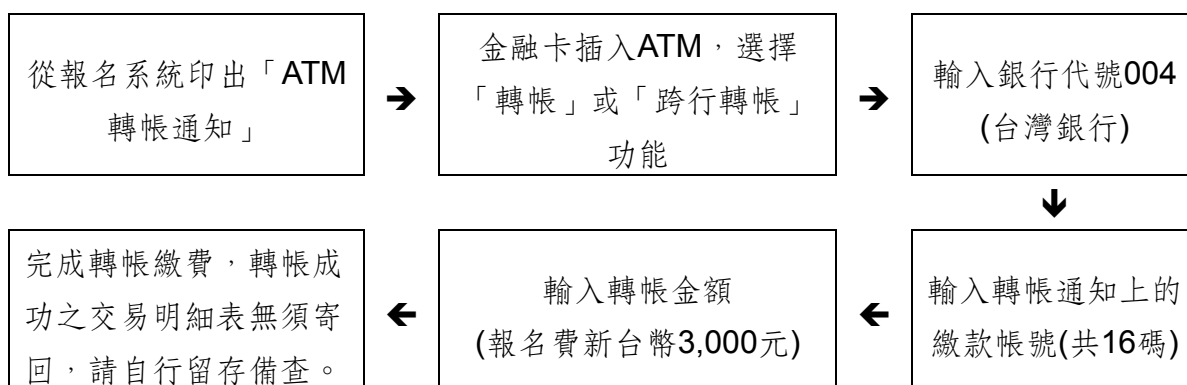 從報名系統印出「ATM
轉帳通知」
➔
金融卡插入ATM，選擇
「轉帳」或「跨行轉帳」
功能
➔
輸入銀行代號004
(台灣銀行)
輸入轉帳通知上的
繳款帳號(共16碼)
輸入轉帳金額
(報名費新台幣3,000元)
完成轉帳繳費，轉帳成
功之交易明細表無須寄
回，請自行留存備查。